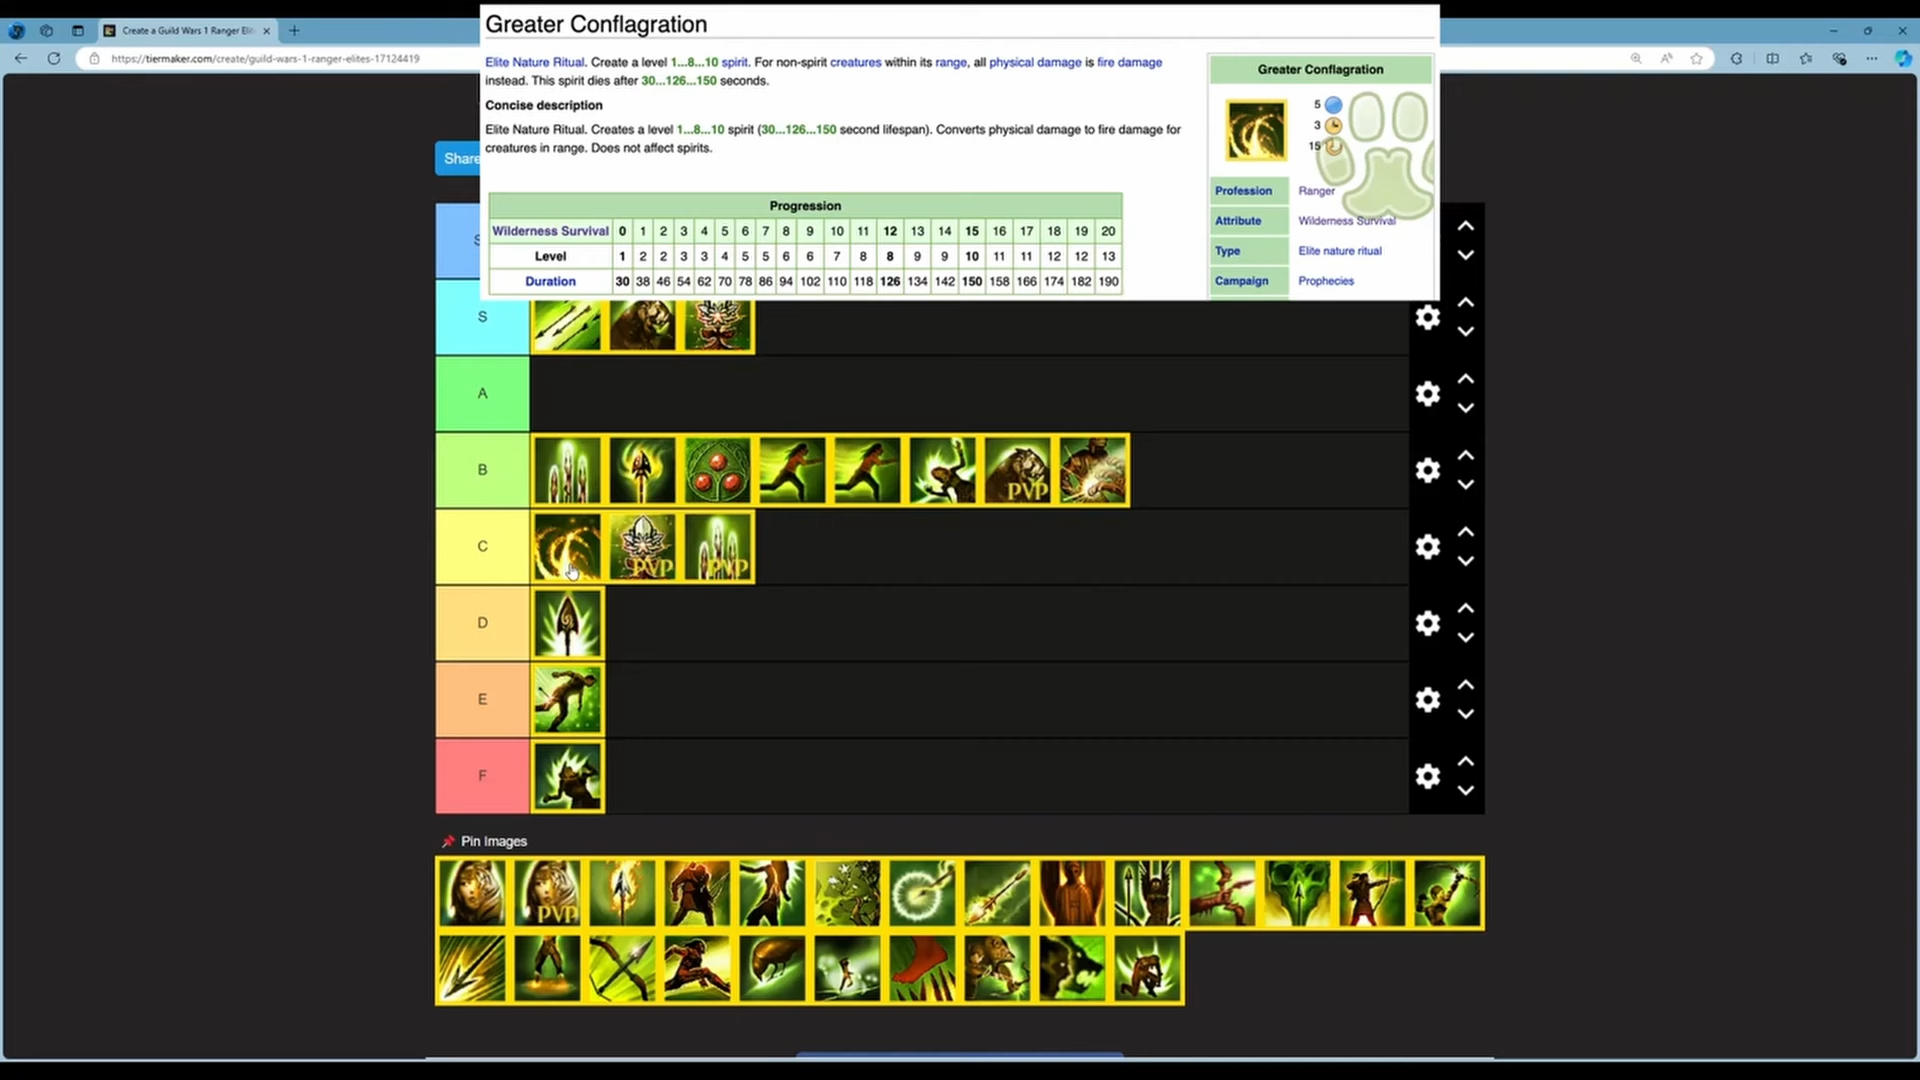 Create a Guild Wars 1 Ranger Eli
https://tiermaker.com/create/guild-wars-1-ranger-elites-17124419
Greater Conflagration
Elite Nature Ritual. Create a level 1...8...10 spirit. For non-spirit creatures within its range, all physical damage is fire damage
instead. This spirit dies after 30...126...150 seconds.
Concise description
Elite Nature Ritual. Creates a level 1...8...10 spirit (30...126...150 second lifespan). Converts physical damage to fire damage for
creatures in range. Does not affect spirits.
Greater Conflagration
5
3
15
Profession Ranger
Attribute Wilderness Survival
Type Elite nature ritual
Campaign Prophecies
Progression
Wilderness Survival 0 1 2 3 4 5 6 7 8 9 10 11 12 13 14 15 16 17 18 19 20
Level 1 2 2 3 3 4 5 5 6 6 7 8 8 9 9 10 11 11 12 12 13
Duration 30 38 46 54 62 70 78 86 94 102 110 118 126 134 142 150 158 166 174 182 190
Share
S
S
A
B
PVP
C
PVP PVP
D
E
F
Pin Images
PVP